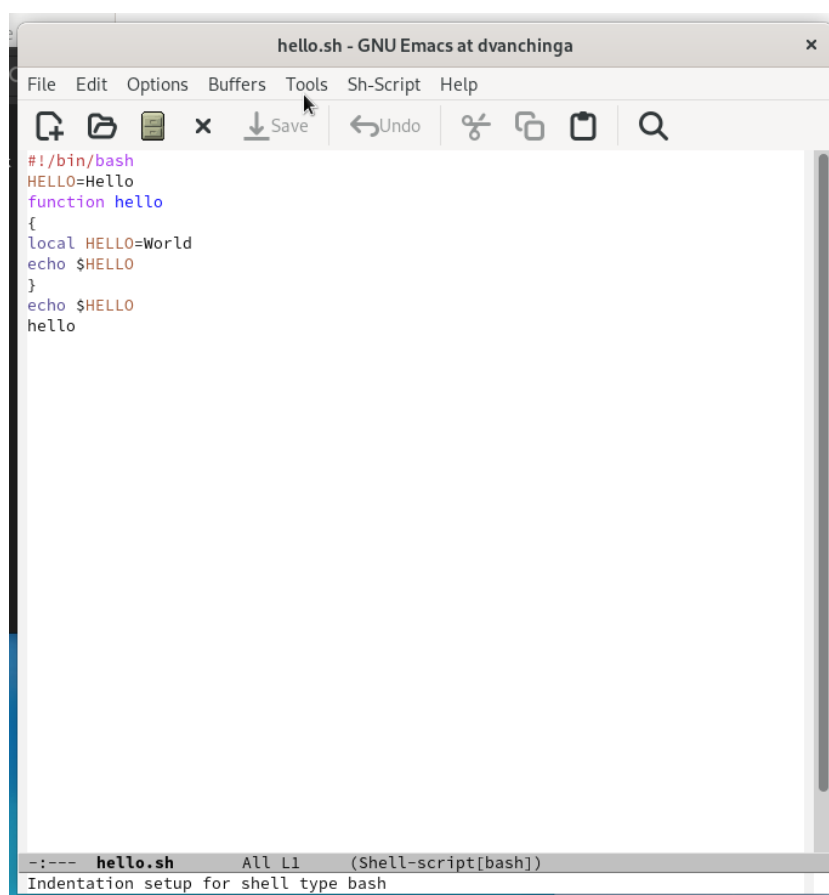 hello.sh - GNU Emacs at dvanchinga
File Edit Options Buffers Tools Sh-Script Help
Save Undo
#!/bin/bash
HELLO=Hello
function hello
{
local HELLO=World
echo $HELLO
}
echo $HELLO
hello
-:--- hello.sh All L1 (Shell-script[bash])
Indentation setup for shell type bash